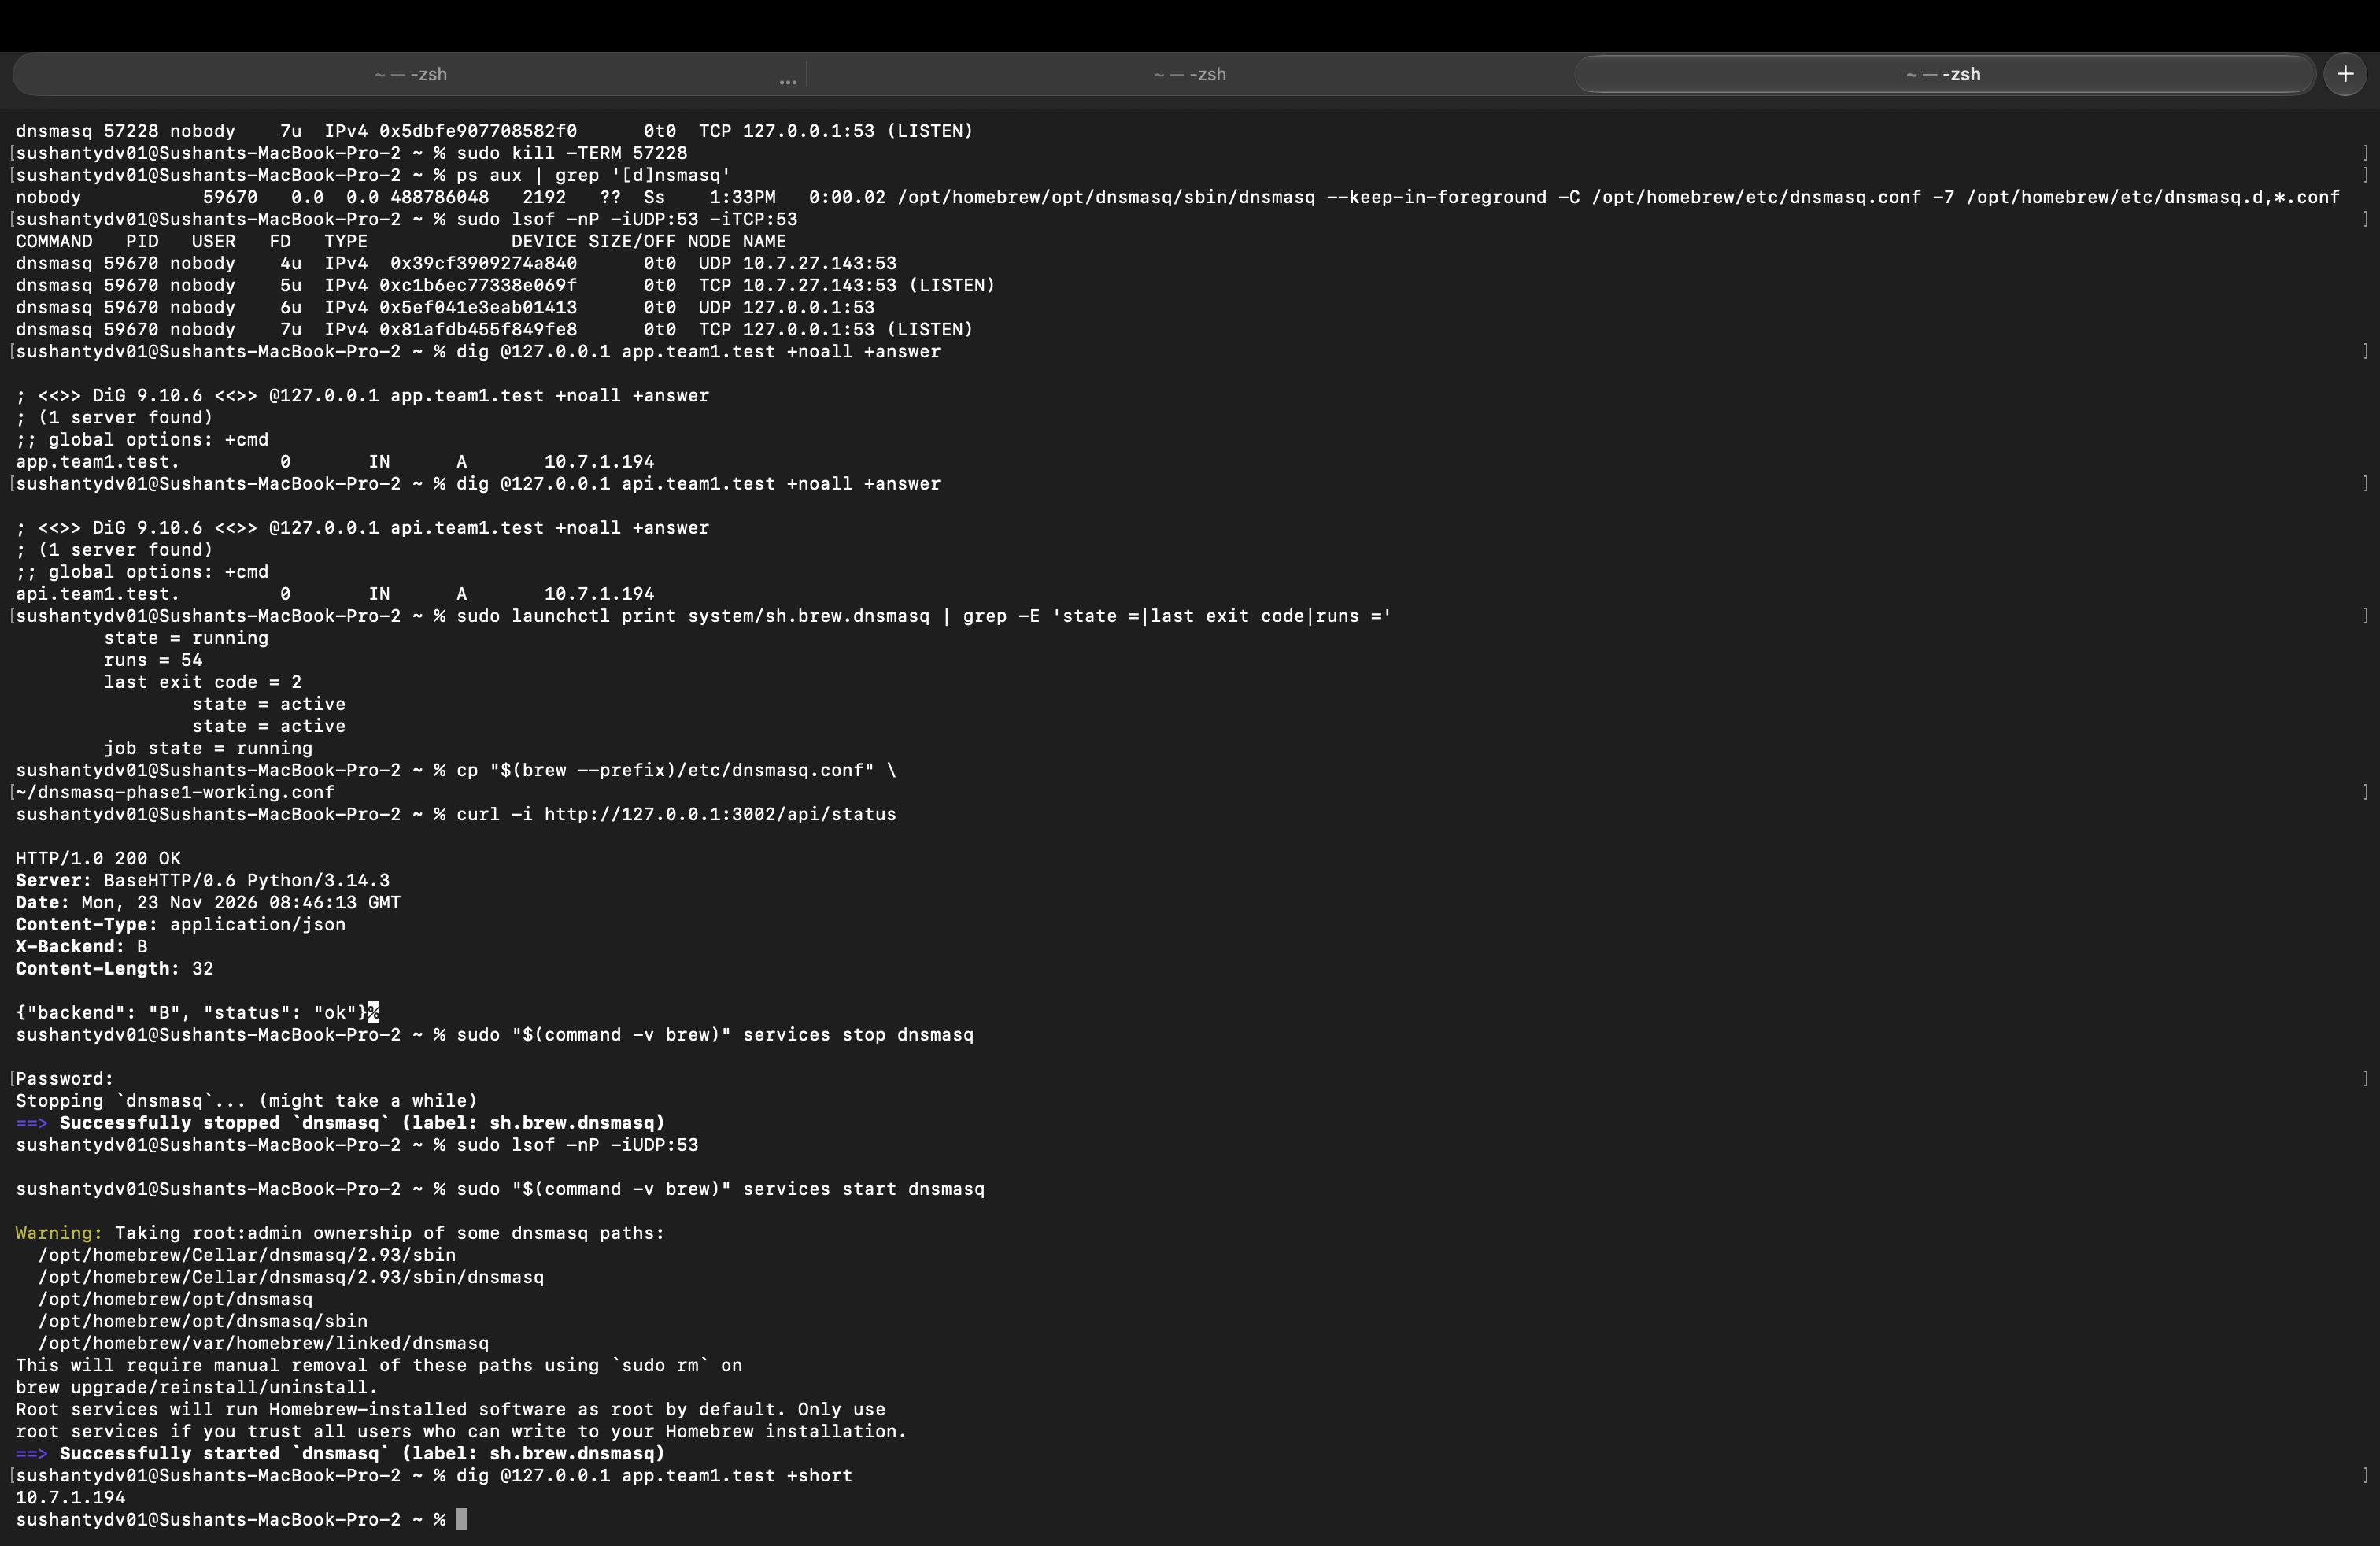 ~ — -zsh
...
~ — -zsh
~ — -zsh
+
dnsmasq 57228 nobody    7u  IPv4 0x5dbfe907708582f0      0t0  TCP 127.0.0.1:53 (LISTEN)
[sushantydv01@Sushants-MacBook-Pro-2 ~ % sudo kill -TERM 57228 ]
[sushantydv01@Sushants-MacBook-Pro-2 ~ % ps aux | grep '[d]nsmasq' ]
nobody           59670   0.0  0.0 488786048   2192   ??  Ss    1:33PM   0:00.02 /opt/homebrew/opt/dnsmasq/sbin/dnsmasq --keep-in-foreground -C /opt/homebrew/etc/dnsmasq.conf -7 /opt/homebrew/etc/dnsmasq.d,*.conf
[sushantydv01@Sushants-MacBook-Pro-2 ~ % sudo lsof -nP -iUDP:53 -iTCP:53 ]
COMMAND   PID   USER   FD   TYPE             DEVICE SIZE/OFF NODE NAME
dnsmasq 59670 nobody    4u  IPv4  0x39cf3909274a840      0t0  UDP 10.7.27.143:53
dnsmasq 59670 nobody    5u  IPv4 0xc1b6ec77338e069f      0t0  TCP 10.7.27.143:53 (LISTEN)
dnsmasq 59670 nobody    6u  IPv4 0x5ef041e3eab01413      0t0  UDP 127.0.0.1:53
dnsmasq 59670 nobody    7u  IPv4 0x81afdb455f849fe8      0t0  TCP 127.0.0.1:53 (LISTEN)
[sushantydv01@Sushants-MacBook-Pro-2 ~ % dig @127.0.0.1 app.team1.test +noall +answer ]
; <<>> DiG 9.10.6 <<>> @127.0.0.1 app.team1.test +noall +answer
; (1 server found)
;; global options: +cmd
app.team1.test.         0       IN      A       10.7.1.194
[sushantydv01@Sushants-MacBook-Pro-2 ~ % dig @127.0.0.1 api.team1.test +noall +answer ]
; <<>> DiG 9.10.6 <<>> @127.0.0.1 api.team1.test +noall +answer
; (1 server found)
;; global options: +cmd
api.team1.test.         0       IN      A       10.7.1.194
[sushantydv01@Sushants-MacBook-Pro-2 ~ % sudo launchctl print system/sh.brew.dnsmasq | grep -E 'state =|last exit code|runs =' ]
        state = running
        runs = 54
        last exit code = 2
                state = active
                state = active
        job state = running
sushantydv01@Sushants-MacBook-Pro-2 ~ % cp "$(brew --prefix)/etc/dnsmasq.conf" \
[~/dnsmasq-phase1-working.conf ]
sushantydv01@Sushants-MacBook-Pro-2 ~ % curl -i http://127.0.0.1:3002/api/status
HTTP/1.0 200 OK
Server: BaseHTTP/0.6 Python/3.14.3
Date: Mon, 23 Nov 2026 08:46:13 GMT
Content-Type: application/json
X-Backend: B
Content-Length: 32
{"backend": "B", "status": "ok"}%
sushantydv01@Sushants-MacBook-Pro-2 ~ % sudo "$(command -v brew)" services stop dnsmasq
[Password: ]
Stopping `dnsmasq`... (might take a while)
==> Successfully stopped `dnsmasq` (label: sh.brew.dnsmasq)
sushantydv01@Sushants-MacBook-Pro-2 ~ % sudo lsof -nP -iUDP:53
sushantydv01@Sushants-MacBook-Pro-2 ~ % sudo "$(command -v brew)" services start dnsmasq
Warning: Taking root:admin ownership of some dnsmasq paths:
  /opt/homebrew/Cellar/dnsmasq/2.93/sbin
  /opt/homebrew/Cellar/dnsmasq/2.93/sbin/dnsmasq
  /opt/homebrew/opt/dnsmasq
  /opt/homebrew/opt/dnsmasq/sbin
  /opt/homebrew/var/homebrew/linked/dnsmasq
This will require manual removal of these paths using `sudo rm` on
brew upgrade/reinstall/uninstall.
Root services will run Homebrew-installed software as root by default. Only use
root services if you trust all users who can write to your Homebrew installation.
==> Successfully started `dnsmasq` (label: sh.brew.dnsmasq)
[sushantydv01@Sushants-MacBook-Pro-2 ~ % dig @127.0.0.1 app.team1.test +short ]
10.7.1.194
sushantydv01@Sushants-MacBook-Pro-2 ~ %